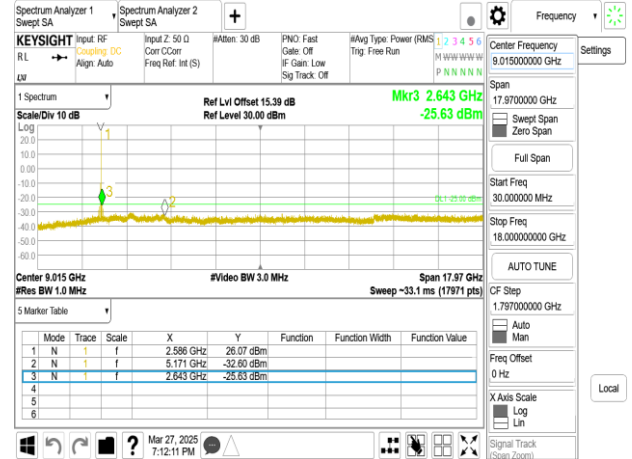 Spectrum Analyzer 1
Swept SA
Spectrum Analyzer 2
Swept SA
+
Frequency
KEYSIGHT
RL
Input: RF
Coupling: DC
Align: Auto
Input Z: 50 Ω
Corr CCorr
Freq Ref: Int (S)
#Atten: 30 dB
PNO: Fast
Gate: Off
IF Gain: Low
Sig Track: Off
#Avg Type: Power (RMS
Trig: Free Run
1 2 3 4 5 6
M W W W W W
P N N N N N
1 Spectrum
Scale/Div 10 dB
Ref Lvl Offset 15.39 dB
Ref Level 30.00 dBm
Mkr3 2.643 GHz
-25.63 dBm
Log
20.0
10.0
0.00
-10.0
-20.0
-30.0
-40.0
-50.0
-60.0
1
3
2
DL1 -25.00 dBm
Center 9.015 GHz
#Res BW 1.0 MHz
#Video BW 3.0 MHz
Span 17.97 GHz
Sweep ~33.1 ms (17971 pts)
5 Marker Table
Mode Trace Scale X Y Function Function Width Function Value
1 N 1 f 2.586 GHz 26.07 dBm
2 N 1 f 5.171 GHz -32.60 dBm
3 N 1 f 2.643 GHz -25.63 dBm
4
5
6
Mar 27, 2025
7:12:11 PM
?
Center Frequency
9.015000000 GHz
Settings
Span
17.9700000 GHz
Swept Span
Zero Span
Full Span
Start Freq
30.000000 MHz
Stop Freq
18.000000000 GHz
AUTO TUNE
CF Step
1.797000000 GHz
Auto
Man
Freq Offset
0 Hz
X Axis Scale
Log
Lin
Local
Signal Track
(Span Zoom)